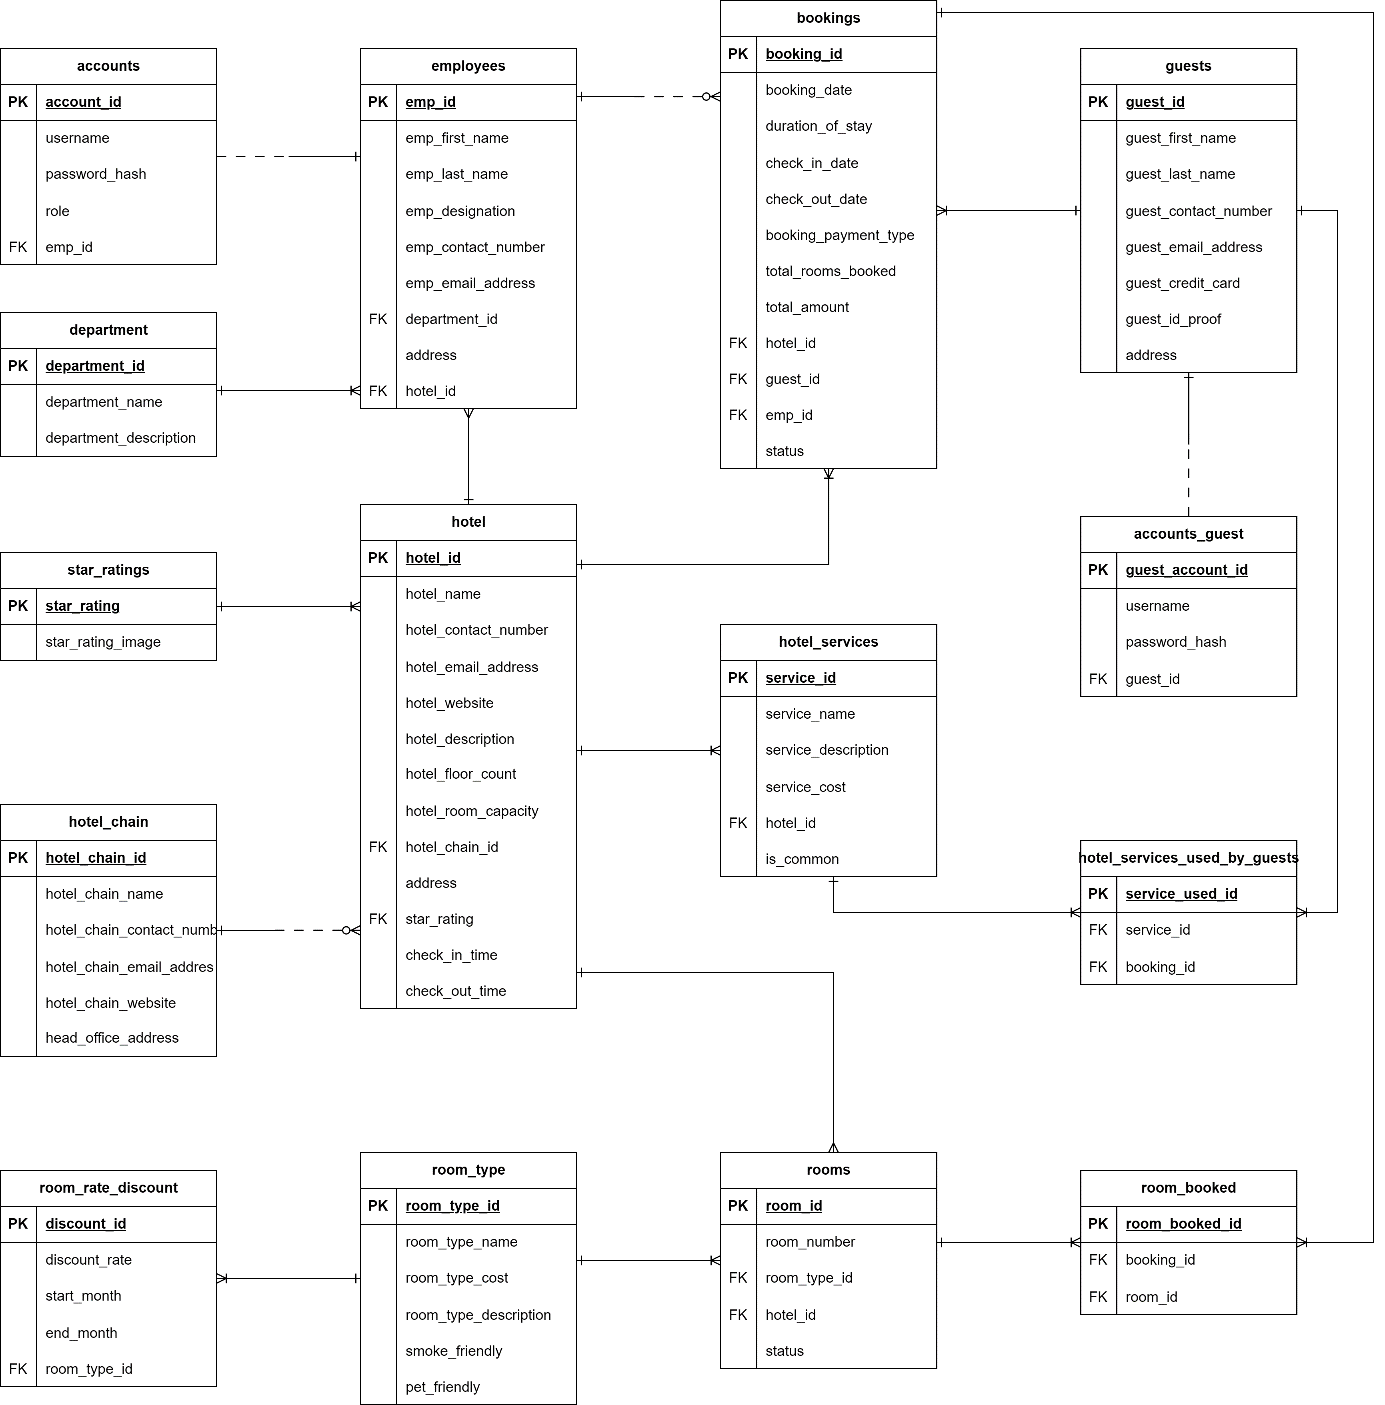 accounts
PK account_id
username
password_hash
role
FK emp_id
employees
PK emp_id
emp_first_name
emp_last_name
emp_designation
emp_contact_number
emp_email_address
FK department_id
address
FK hotel_id
bookings
PK booking_id
booking_date
duration_of_stay
check_in_date
check_out_date
booking_payment_type
total_rooms_booked
total_amount
FK hotel_id
FK guest_id
FK emp_id
status
guests
PK guest_id
guest_first_name
guest_last_name
guest_contact_number
guest_email_address
guest_credit_card
guest_id_proof
address
department
PK department_id
department_name
department_description
hotel
PK hotel_id
hotel_name
hotel_contact_number
hotel_email_address
hotel_website
hotel_description
hotel_floor_count
hotel_room_capacity
FK hotel_chain_id
address
FK star_rating
check_in_time
check_out_time
star_ratings
PK star_rating
star_rating_image
accounts_guest
PK guest_account_id
username
password_hash
FK guest_id
hotel_services
PK service_id
service_name
service_description
service_cost
FK hotel_id
is_common
hotel_chain
PK hotel_chain_id
hotel_chain_name
hotel_chain_contact_numb
hotel_chain_email_addres
hotel_chain_website
head_office_address
hotel_services_used_by_guests
PK service_used_id
FK service_id
FK booking_id
room_rate_discount
PK discount_id
discount_rate
start_month
end_month
FK room_type_id
room_type
PK room_type_id
room_type_name
room_type_cost
room_type_description
smoke_friendly
pet_friendly
rooms
PK room_id
room_number
FK room_type_id
FK hotel_id
status
room_booked
PK room_booked_id
FK booking_id
FK room_id